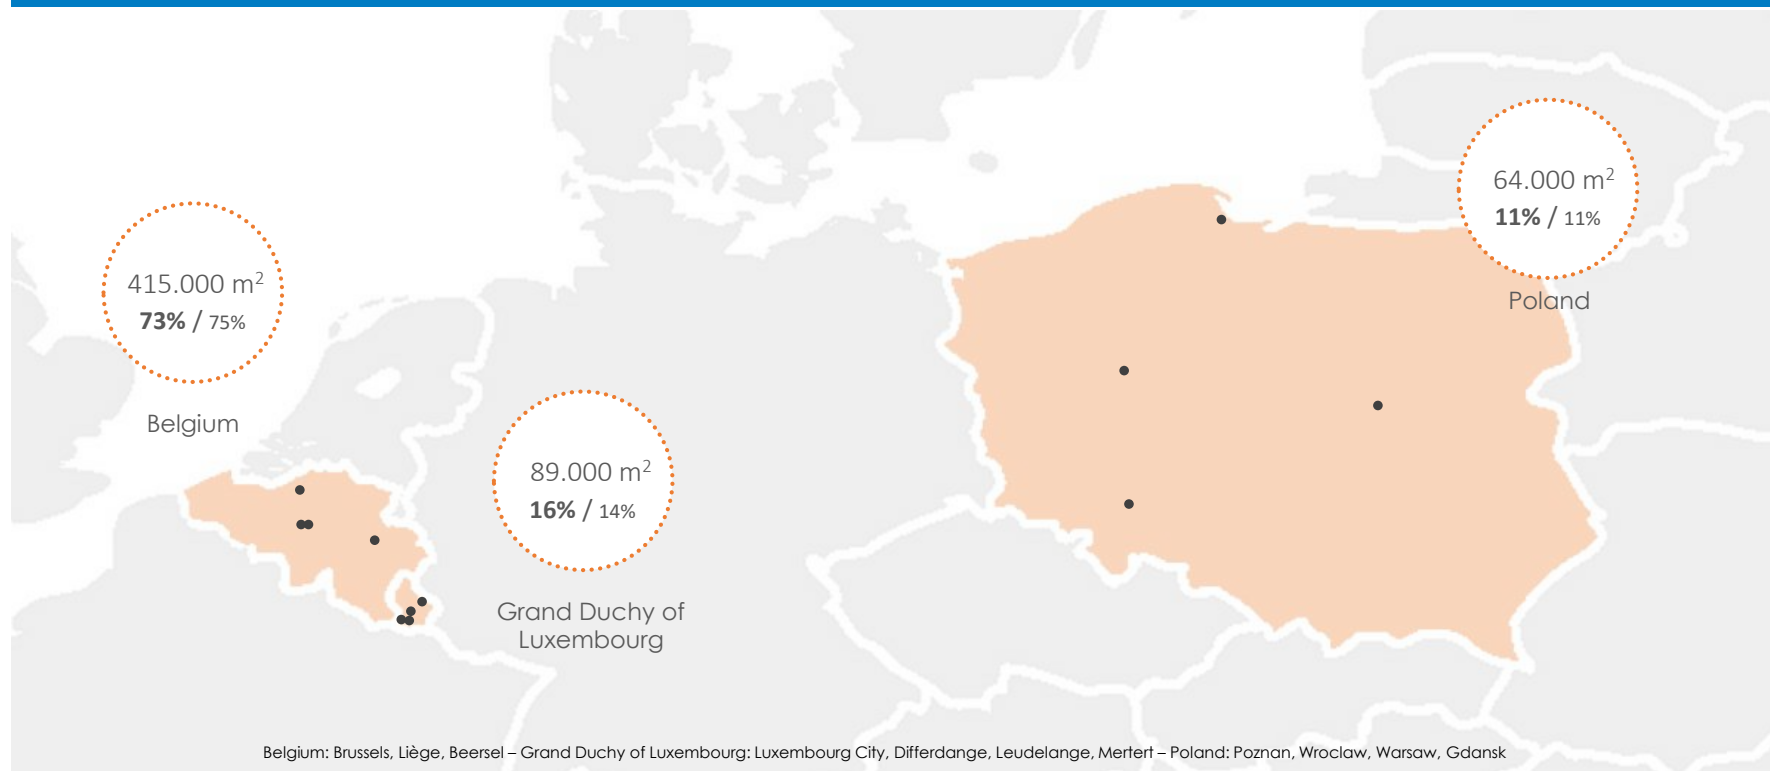 64.000 m²
11% / 11%
Poland
415.000 m²
73% / 75%
Belgium
89.000 m²
16% / 14%
Grand Duchy of
Luxembourg
Belgium: Brussels, Liège, Beersel – Grand Duchy of Luxembourg: Luxembourg City, Differdange, Leudelange, Mertert – Poland: Poznan, Wroclaw, Warsaw, Gdansk